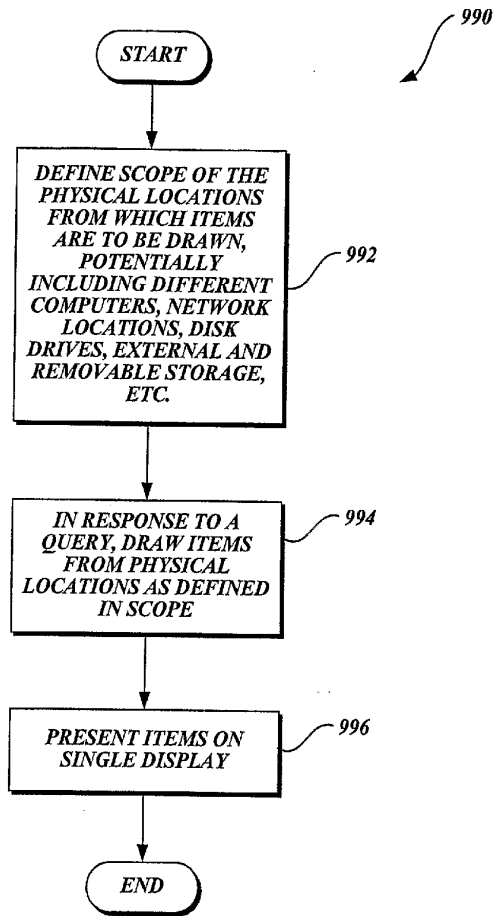 990
START
DEFINE SCOPE OF THE
PHYSICAL LOCATIONS
FROM WHICH ITEMS
ARE TO BE DRAWN,
POTENTIALLY
INCLUDING DIFFERENT
COMPUTERS, NETWORK
LOCATIONS, DISK
DRIVES, EXTERNAL AND
REMOVABLE STORAGE,
ETC.
992
IN RESPONSE TO A
QUERY, DRAW ITEMS
FROM PHYSICAL
LOCATIONS AS DEFINED
IN SCOPE
994
PRESENT ITEMS ON
SINGLE DISPLAY
996
END